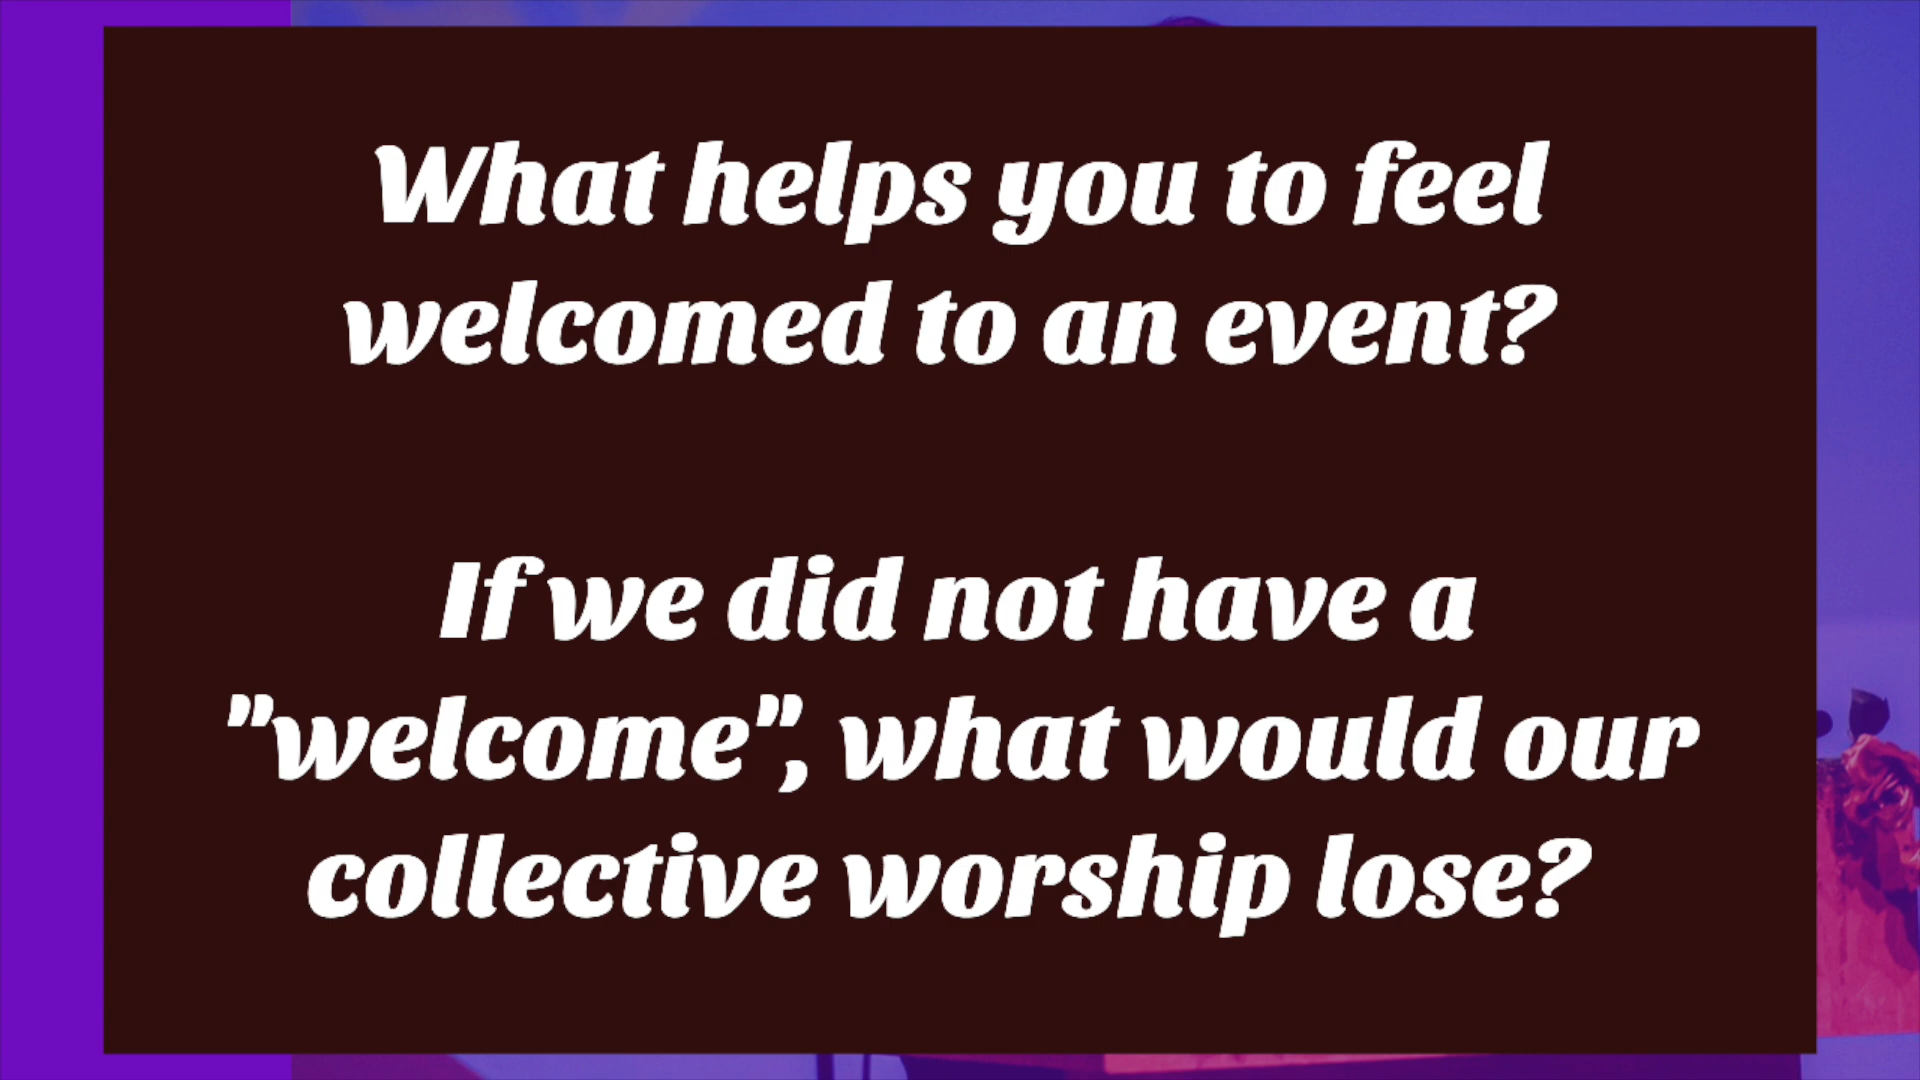 What helps you to feel
welcomed to an event?
If we did not have a
"welcome", what would our
collective worship lose?